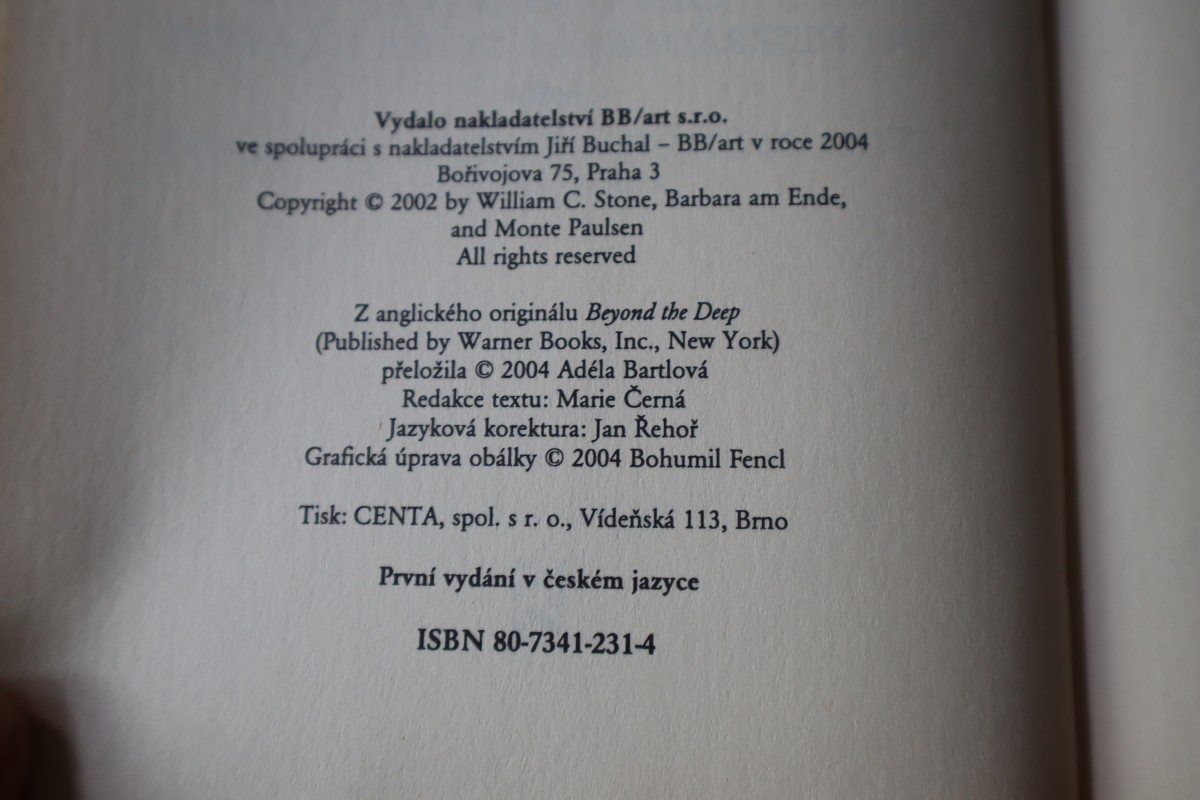 Vydalo nakladatelství BB/art s.r.o.
ve spolupráci s nakladatelstvím Jiří Buchal – BB/art v roce 2004
Bořivojova 75, Praha 3
Copyright © 2002 by William C. Stone, Barbara am Ende,
and Monte Paulsen
All rights reserved
Z anglického originálu Beyond the Deep
(Published by Warner Books, Inc., New York)
přeložila © 2004 Adéla Bartlová
Redakce textu: Marie Černá
Jazyková korektura: Jan Řehoř
Grafická úprava obálky © 2004 Bohumil Fencl
Tisk: CENTA, spol. s r. o., Vídeňská 113, Brno
První vydání v českém jazyce
ISBN 80-7341-231-4